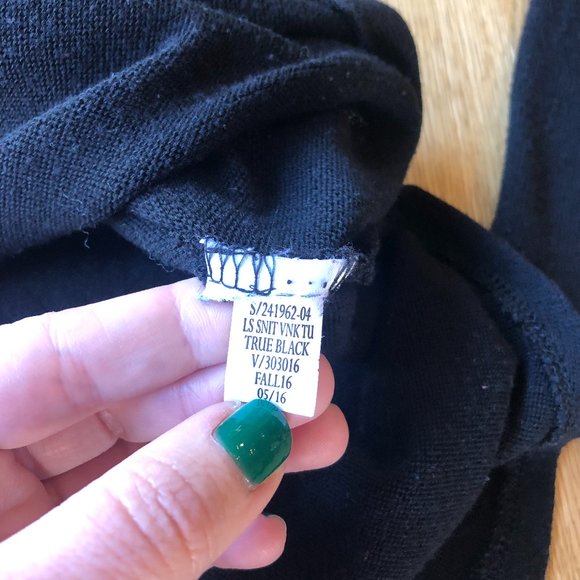 S/241962-04
LS SNIT VNK TU
TRUE BLACK
V/303016
FALL16
05/16